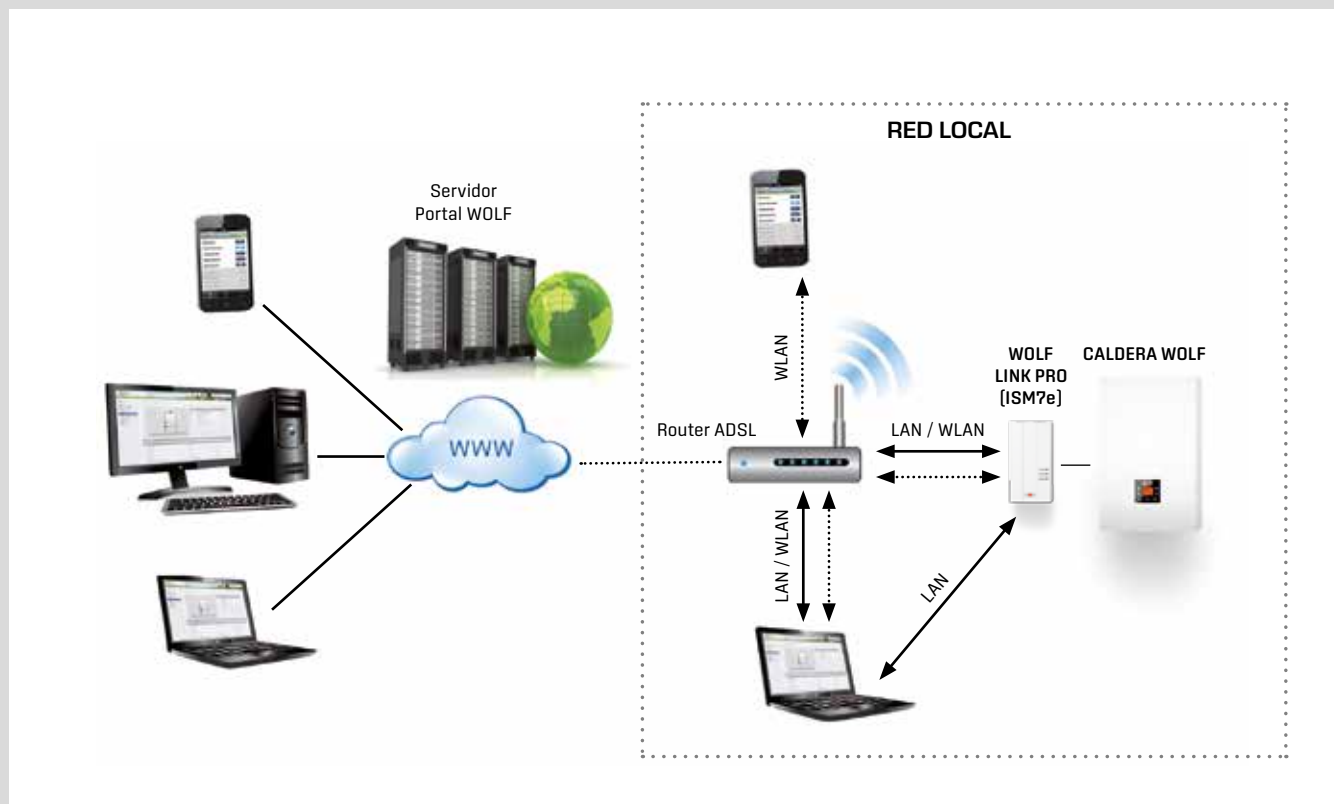 RED LOCAL
Servidor
Portal WOLF
WLAN
WOLF
LINK PRO
(ISM7e)
CALDERA WOLF
Router ADSL
LAN / WLAN
WWW
LAN / WLAN
LAN